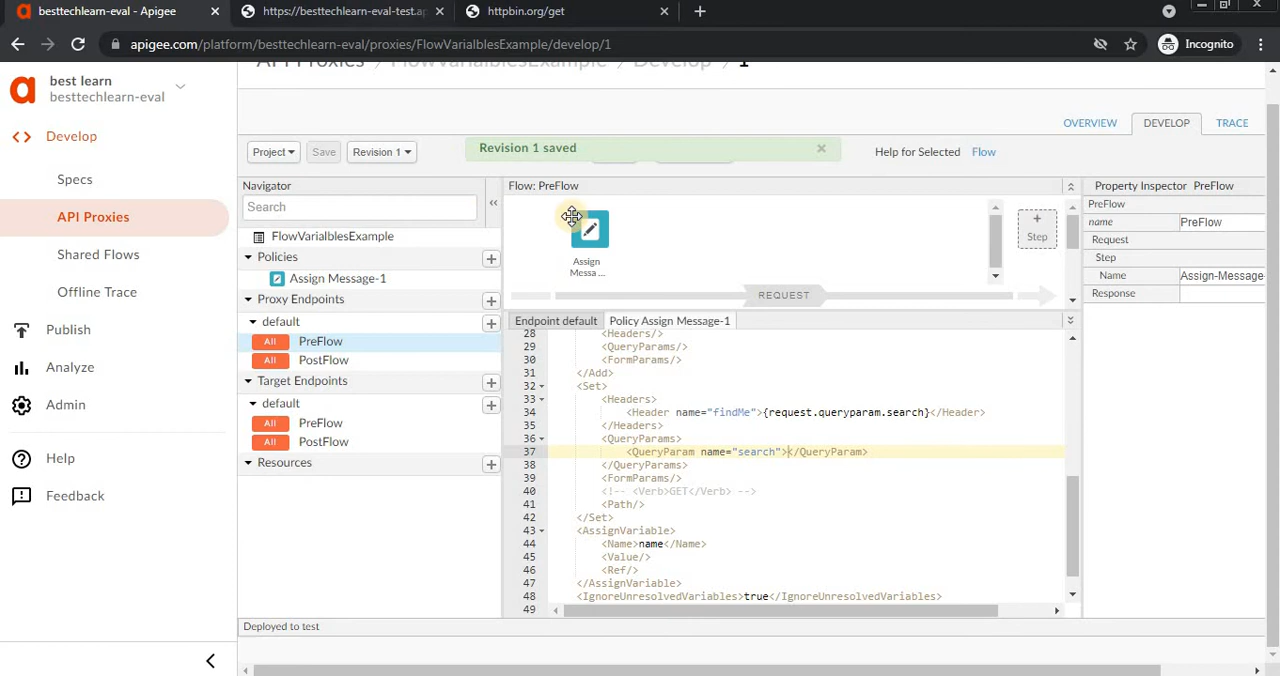 besttechlearn-eval - Apigee
https://besttechlearn-eval-test.ap
httpbin.org/get
apigee.com/platform/besttechlearn-eval/proxies/FlowVarialblesExample/develop/1
Incognito
best learn
besttechlearn-eval
Develop
Specs
API Proxies
Shared Flows
Offline Trace
Publish
Analyze
Admin
Help
Feedback
API Proxies / FlowVarialblesExample / Develop / 1
OVERVIEW DEVELOP TRACE
Project Save Revision 1
Revision 1 saved
Help for Selected Flow
Navigator
Search
FlowVarialblesExample
Policies
Assign Message-1
Proxy Endpoints
default
All PreFlow
All PostFlow
Target Endpoints
default
All PreFlow
All PostFlow
Resources
Flow: PreFlow
Assign
Messa ...
+
Step
REQUEST
Endpoint default Policy Assign Message-1
28 <Headers/>
29 <QueryParams/>
30 <FormParams/>
31 </Add>
32 <Set>
33 <Headers>
34 <Header name="findMe">{request.queryparam.search}</Header>
35 </Headers>
36 <QueryParams>
37 <QueryParam name="search"></QueryParam>
38 </QueryParams>
39 <FormParams/>
40 <!-- <Verb>GET</Verb> -->
41 <Path/>
42 </Set>
43 <AssignVariable>
44 <Name>name</Name>
45 <Value/>
46 <Ref/>
47 </AssignVariable>
48 <IgnoreUnresolvedVariables>true</IgnoreUnresolvedVariables>
49
Property Inspector PreFlow
PreFlow
name PreFlow
Request
Step
Name Assign-Message-
Response
Deployed to test